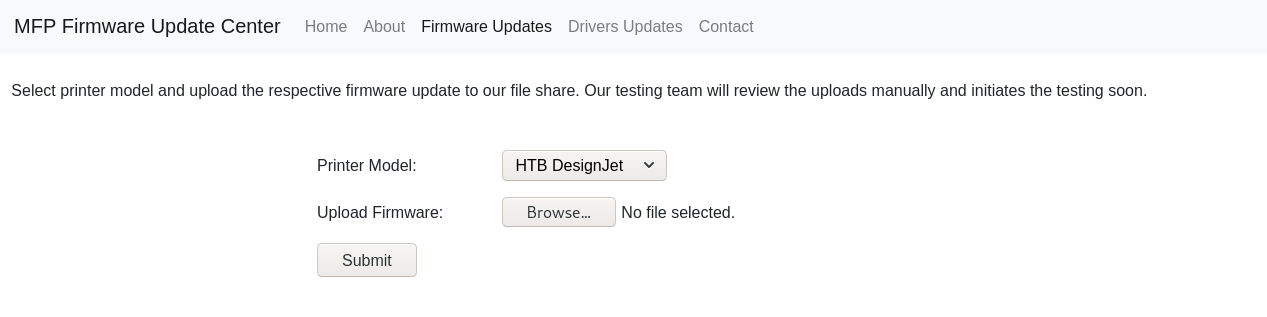 MFP Firmware Update Center Home About Firmware Updates Drivers Updates Contact
Select printer model and upload the respective firmware update to our file share. Our testing team will review the uploads manually and initiates the testing soon.
Printer Model: HTB DesignJet
Upload Firmware: Browse... No file selected.
Submit